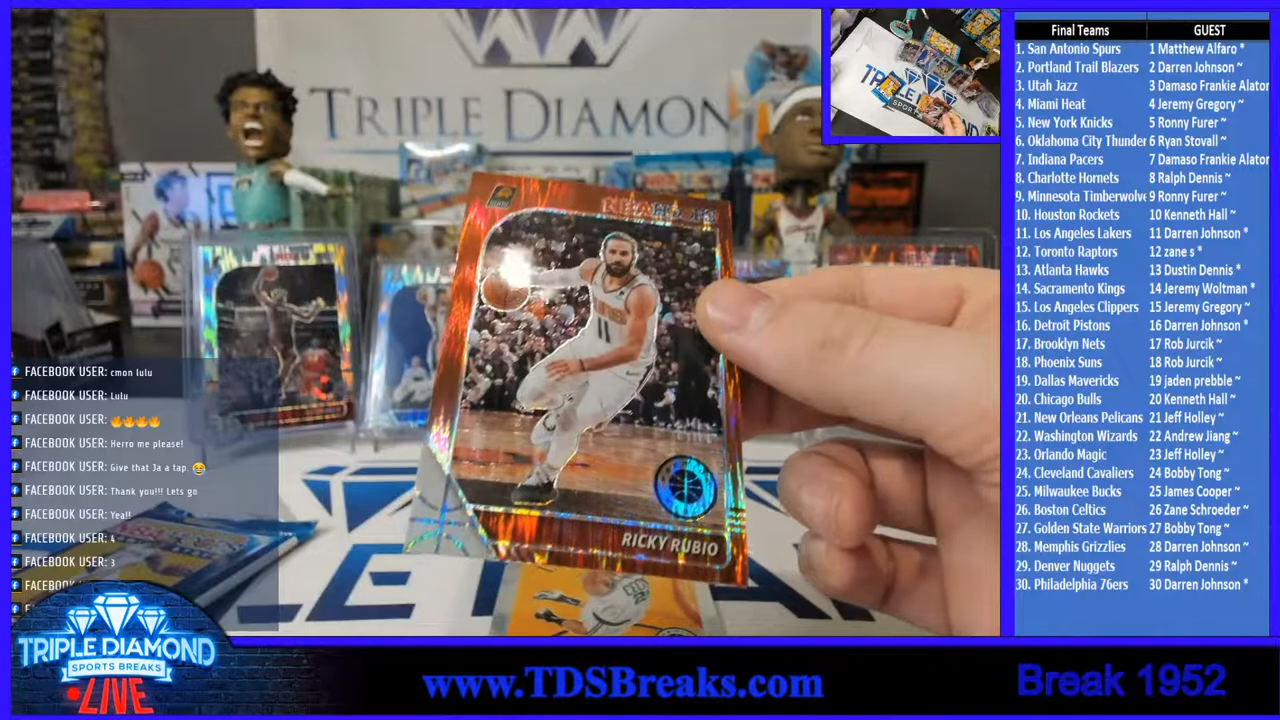 TRIPLE DIAMON
NBA HOOPS
SUNS
11
RICKY RUBIO
FACEBOOK USER: cmon lulu
FACEBOOK USER: Lulu
FACEBOOK USER: 🔥🔥🔥🔥
FACEBOOK USER: Herro me please!
FACEBOOK USER: Give that Ja a tap. 😂
FACEBOOK USER: Thank you!!! Lets go
FACEBOOK USER: Yea!!
FACEBOOK USER: 4
FACEBOOK USER: 3
TRIPLE DIAMOND
SPORTS BREAKS
LIVE
www.TDSBreaks.com
Break 1952
Final Teams GUEST
1. San Antonio Spurs 1 Matthew Alfaro *
2. Portland Trail Blazers 2 Darren Johnson ~
3. Utah Jazz 3 Damaso Frankie Alator
4. Miami Heat 4 Jeremy Gregory ~
5. New York Knicks 5 Ronny Furer ~
6. Oklahoma City Thunder 6 Ryan Stovall ~
7. Indiana Pacers 7 Damaso Frankie Alator
8. Charlotte Hornets 8 Ralph Dennis ~
9. Minnesota Timberwolve 9 Ronny Furer ~
10. Houston Rockets 10 Kenneth Hall ~
11. Los Angeles Lakers 11 Darren Johnson *
12. Toronto Raptors 12 zane s *
13. Atlanta Hawks 13 Dustin Dennis *
14. Sacramento Kings 14 Jeremy Woltman *
15. Los Angeles Clippers 15 Jeremy Gregory ~
16. Detroit Pistons 16 Darren Johnson *
17. Brooklyn Nets 17 Rob Jurcik ~
18. Phoenix Suns 18 Rob Jurcik ~
19. Dallas Mavericks 19 jaden prebble ~
20. Chicago Bulls 20 Kenneth Hall ~
21. New Orleans Pelicans 21 Jeff Holley ~
22. Washington Wizards 22 Andrew Jiang ~
23. Orlando Magic 23 Jeff Holley ~
24. Cleveland Cavaliers 24 Bobby Tong ~
25. Milwaukee Bucks 25 James Cooper ~
26. Boston Celtics 26 Zane Schroeder ~
27. Golden State Warriors 27 Bobby Tong ~
28. Memphis Grizzlies 28 Darren Johnson ~
29. Denver Nuggets 29 Ralph Dennis ~
30. Philadelphia 76ers 30 Darren Johnson *